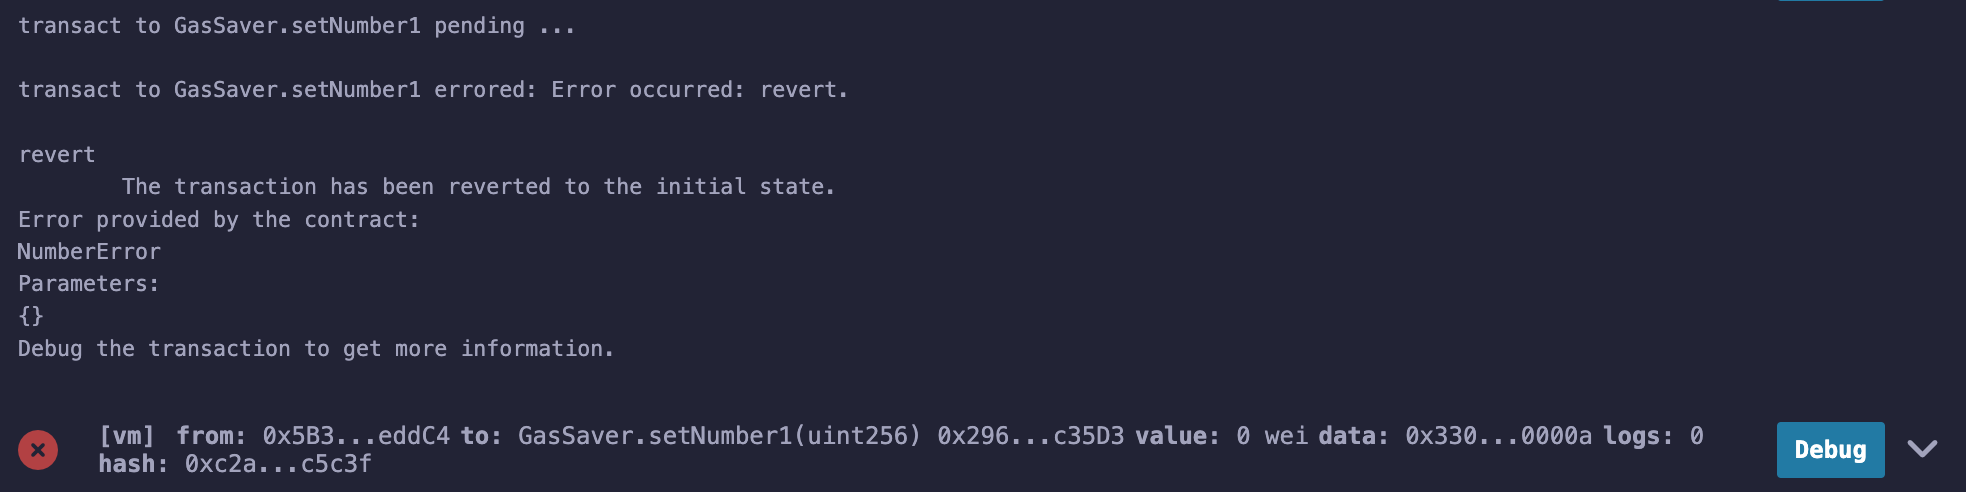 transact to GasSaver.setNumber1 pending ...
transact to GasSaver.setNumber1 errored: Error occurred: revert.
revert
The transaction has been reverted to the initial state.
Error provided by the contract:
NumberError
Parameters:
{}
Debug the transaction to get more information.
[vm] from: 0x5B3...eddC4 to: GasSaver.setNumber1(uint256) 0x296...c35D3 value: 0 wei data: 0x330...0000a logs: 0
hash: 0xc2a...c5c3f
Debug